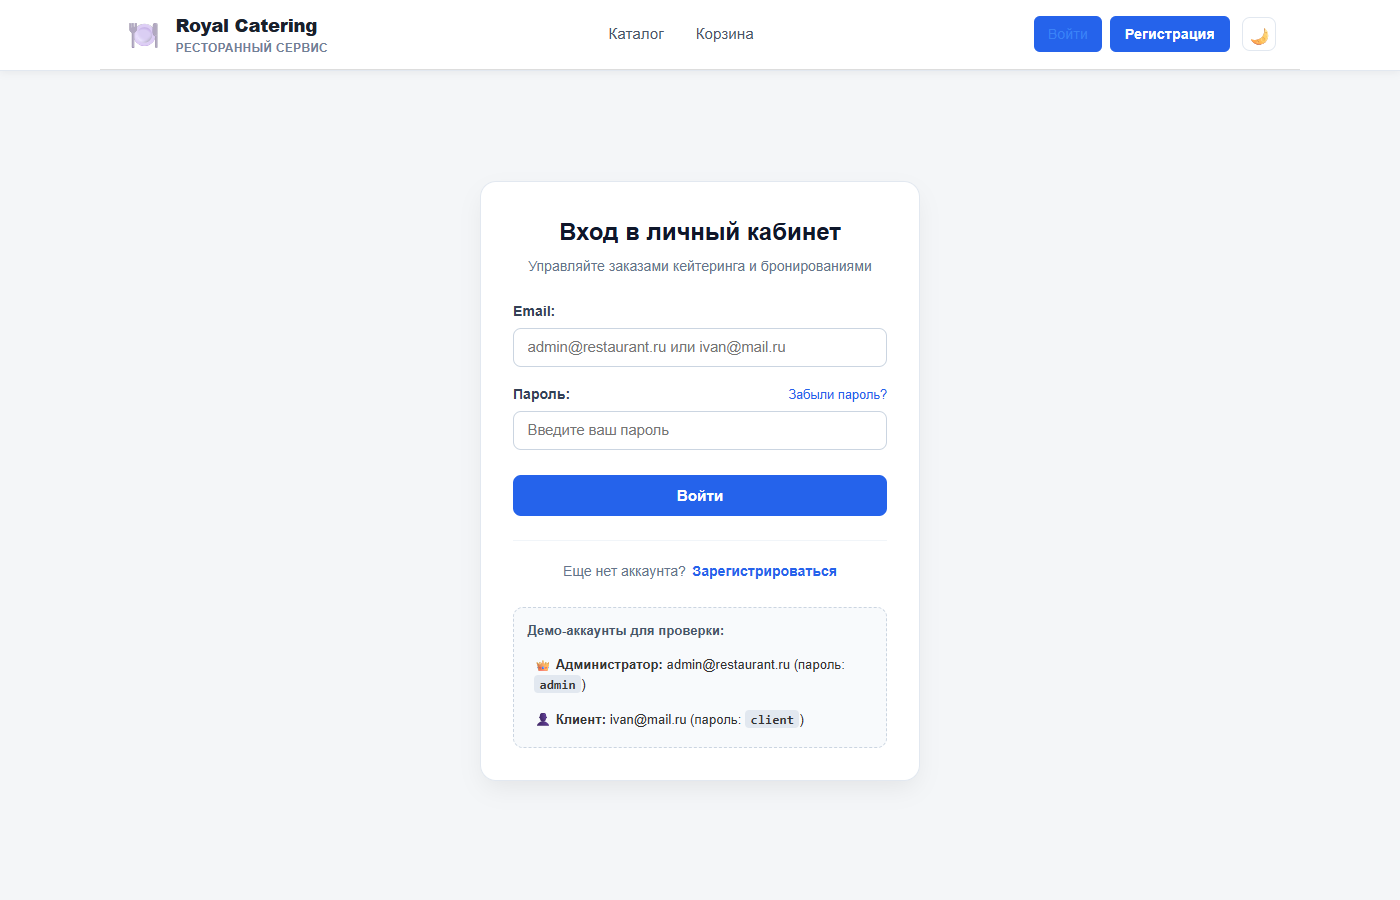 Royal Catering
РЕСТОРАННЫЙ СЕРВИС
Каталог
Корзина
Войти
Регистрация
Вход в личный кабинет
Управляйте заказами кейтеринга и бронированиями
Email:
admin@restaurant.ru или ivan@mail.ru
Пароль:
Забыли пароль?
Введите ваш пароль
Войти
Еще нет аккаунта? Зарегистрироваться
Демо-аккаунты для проверки:
Администратор: admin@restaurant.ru (пароль:
admin)
Клиент: ivan@mail.ru (пароль: client)